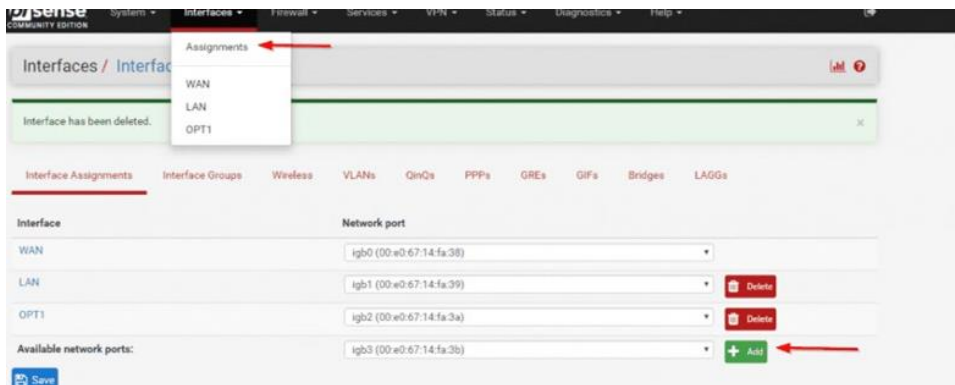 pfsense System Interfaces Firewall Services VPN Status Diagnostics Help
COMMUNITY EDITION
Assignments
Interfaces / Interfac
WAN
LAN
OPT1
Interface has been deleted. ×
Interface Assignments Interface Groups Wireless VLANs QinQs PPPs GREs GIFs Bridges LAGGs
Interface Network port
WAN igb0 (00:e0:67:14:fa:38)
LAN igb1 (00:e0:67:14:fa:39) Delete
OPT1 igb2 (00:e0:67:14:fa:3a) Delete
Available network ports: igb3 (00:e0:67:14:fa:3b) + Add
Save